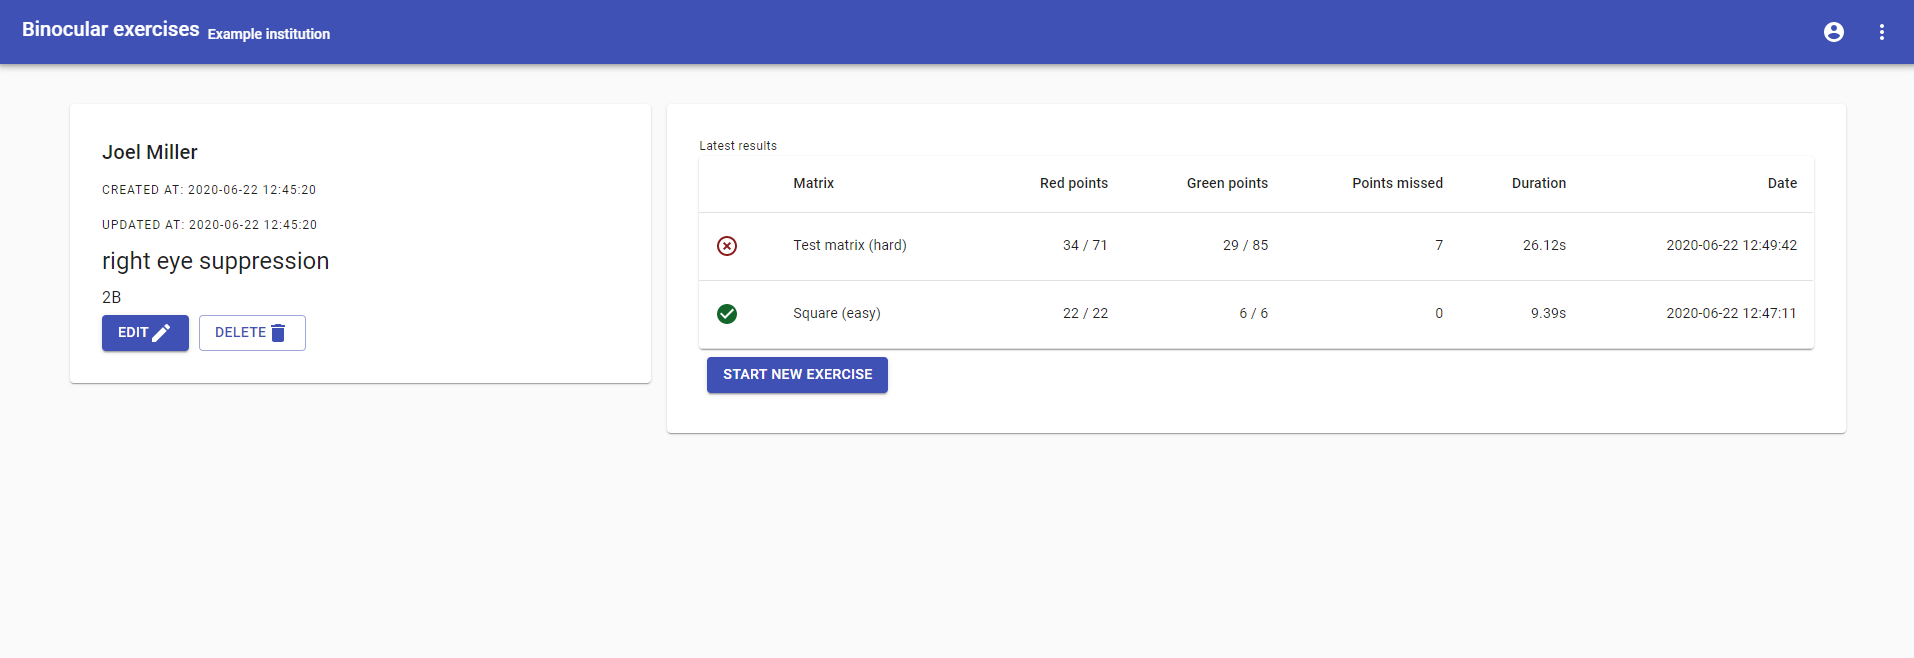 Binocular exercises Example institution
Joel Miller
CREATED AT: 2020-06-22 12:45:20
UPDATED AT: 2020-06-22 12:45:20
right eye suppression
2B
EDIT DELETE
Latest results
Matrix Red points Green points Points missed Duration Date
Test matrix (hard) 34 / 71 29 / 85 7 26.12s 2020-06-22 12:49:42
Square (easy) 22 / 22 6 / 6 0 9.39s 2020-06-22 12:47:11
START NEW EXERCISE